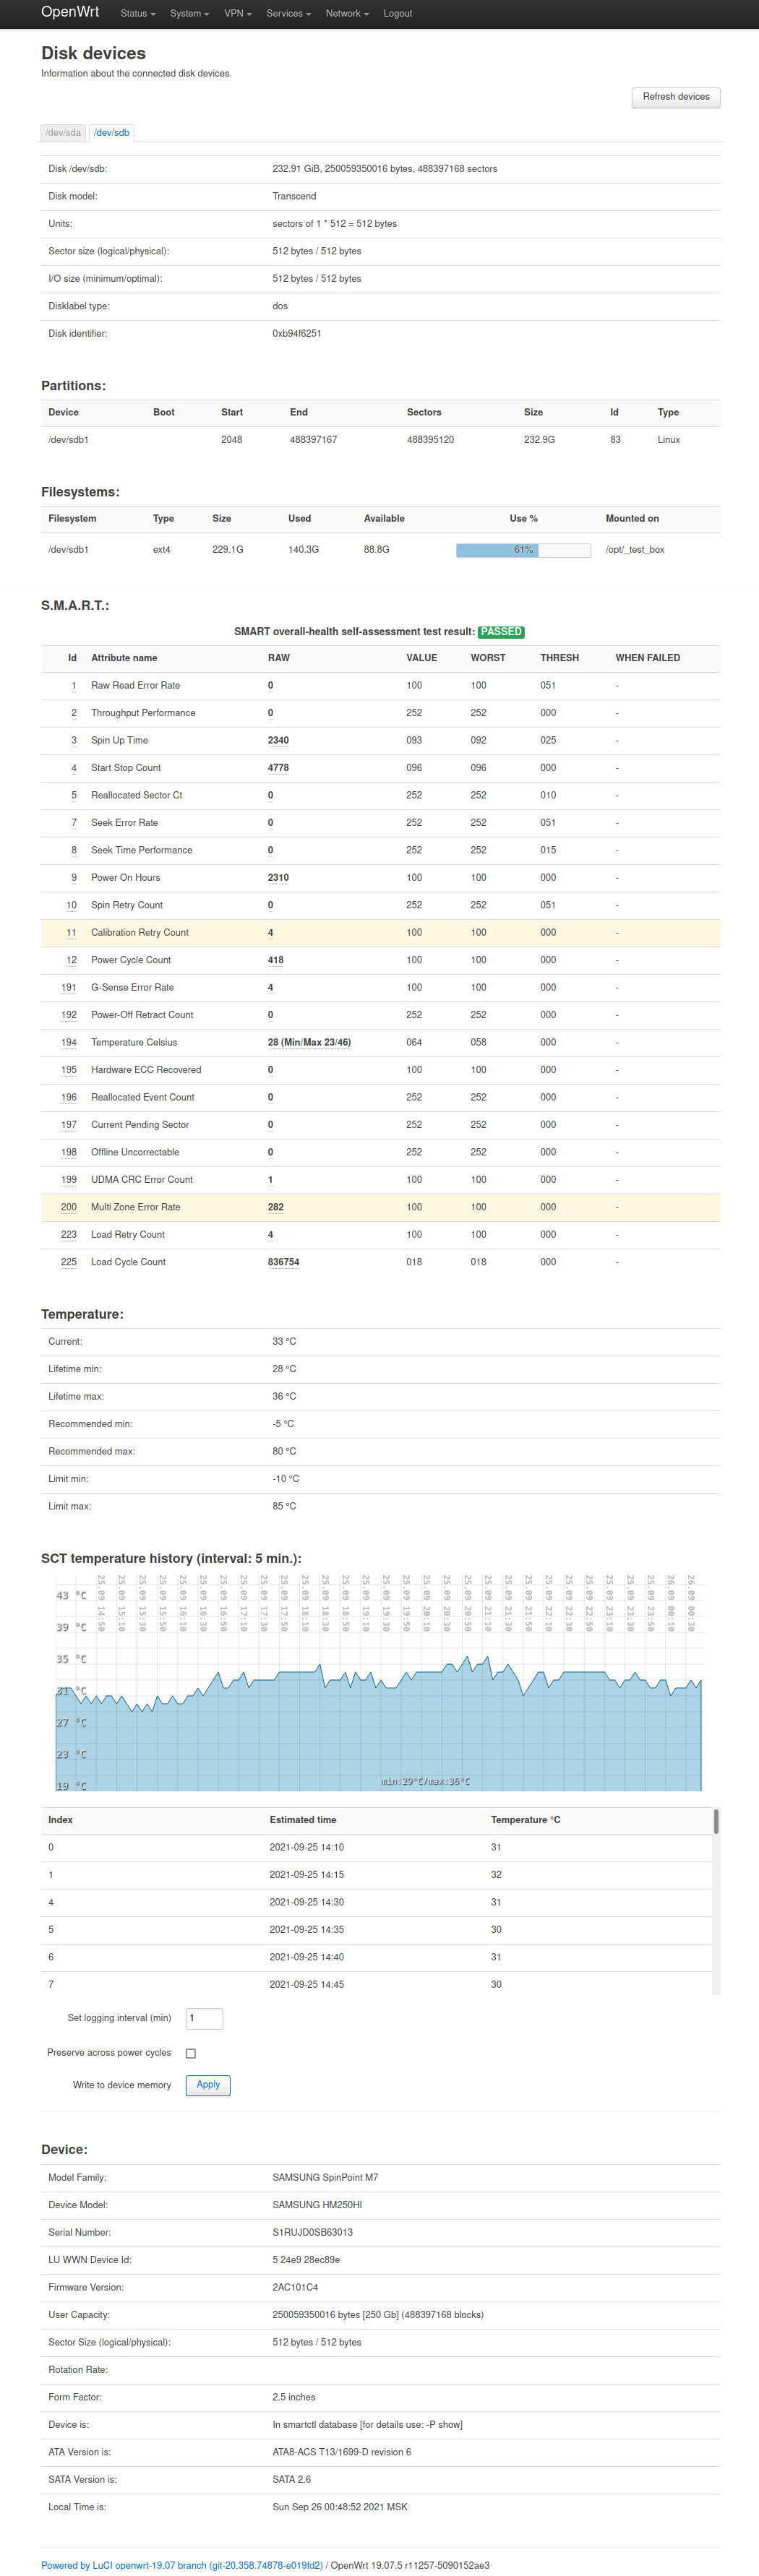 OpenWrt Status System VPN Services Network Logout
Disk devices
Information about the connected disk devices.
Refresh devices
/dev/sda /dev/sdb
Disk /dev/sdb: 232.91 GiB, 250059350016 bytes, 488397168 sectors
Disk model: Transcend
Units: sectors of 1 * 512 = 512 bytes
Sector size (logical/physical): 512 bytes / 512 bytes
I/O size (minimum/optimal): 512 bytes / 512 bytes
Disklabel type: dos
Disk identifier: 0xb94f6251
Partitions:
Device Boot Start End Sectors Size Id Type
/dev/sdb1 2048 488397167 488395120 232.9G 83 Linux
Filesystems:
Filesystem Type Size Used Available Use % Mounted on
/dev/sdb1 ext4 229.1G 140.3G 88.8G 61% /opt/_test_box
S.M.A.R.T.:
SMART overall-health self-assessment test result: PASSED
Id Attribute name RAW VALUE WORST THRESH WHEN FAILED
1 Raw Read Error Rate 0 100 100 051 -
2 Throughput Performance 0 252 252 000 -
3 Spin Up Time 2340 093 092 025 -
4 Start Stop Count 4778 096 096 000 -
5 Reallocated Sector Ct 0 252 252 010 -
7 Seek Error Rate 0 252 252 051 -
8 Seek Time Performance 0 252 252 015 -
9 Power On Hours 2310 100 100 000 -
10 Spin Retry Count 0 252 252 051 -
11 Calibration Retry Count 4 100 100 000 -
12 Power Cycle Count 418 100 100 000 -
191 G-Sense Error Rate 4 100 100 000 -
192 Power-Off Retract Count 0 252 252 000 -
194 Temperature Celsius 28 (Min/Max 23/46) 064 058 000 -
195 Hardware ECC Recovered 0 100 100 000 -
196 Reallocated Event Count 0 252 252 000 -
197 Current Pending Sector 0 252 252 000 -
198 Offline Uncorrectable 0 252 252 000 -
199 UDMA CRC Error Count 1 100 100 000 -
200 Multi Zone Error Rate 282 100 100 000 -
223 Load Retry Count 4 100 100 000 -
225 Load Cycle Count 836754 018 018 000 -
Temperature:
Current: 33 °C
Lifetime min: 28 °C
Lifetime max: 36 °C
Recommended min: -5 °C
Recommended max: 80 °C
Limit min: -10 °C
Limit max: 85 °C
SCT temperature history (interval: 5 min.):
25.09 14:50
25.09 15:10
25.09 15:30
25.09 15:50
25.09 16:10
25.09 16:30
25.09 16:50
25.09 17:10
25.09 17:30
25.09 17:50
25.09 18:10
25.09 18:30
25.09 18:50
25.09 19:10
25.09 19:30
25.09 19:50
25.09 20:10
25.09 20:30
25.09 20:50
25.09 21:10
25.09 21:30
25.09 21:50
25.09 22:10
25.09 22:30
25.09 22:50
25.09 23:10
25.09 23:30
25.09 23:50
26.09 00:10
26.09 00:30
43 °C
39 °C
35 °C
31 °C
27 °C
23 °C
19 °C
min:29°C/max:36°C
Index Estimated time Temperature °C
0 2021-09-25 14:10 31
1 2021-09-25 14:15 32
4 2021-09-25 14:30 31
5 2021-09-25 14:35 30
6 2021-09-25 14:40 31
7 2021-09-25 14:45 30
Set logging interval (min) 1
Preserve across power cycles
Write to device memory Apply
Device:
Model Family: SAMSUNG SpinPoint M7
Device Model: SAMSUNG HM250HI
Serial Number: S1RUJD0SB63013
LU WWN Device Id: 5 24e9 28ec89e
Firmware Version: 2AC101C4
User Capacity: 250059350016 bytes [250 Gb] (488397168 blocks)
Sector Size (logical/physical): 512 bytes / 512 bytes
Rotation Rate:
Form Factor: 2.5 inches
Device is: In smartctl database [for details use: -P show]
ATA Version is: ATA8-ACS T13/1699-D revision 6
SATA Version is: SATA 2.6
Local Time is: Sun Sep 26 00:48:52 2021 MSK
Powered by LuCI openwrt-19.07 branch (git-20.358.74878-e019fd2) / OpenWrt 19.07.5 r11257-5090152ae3